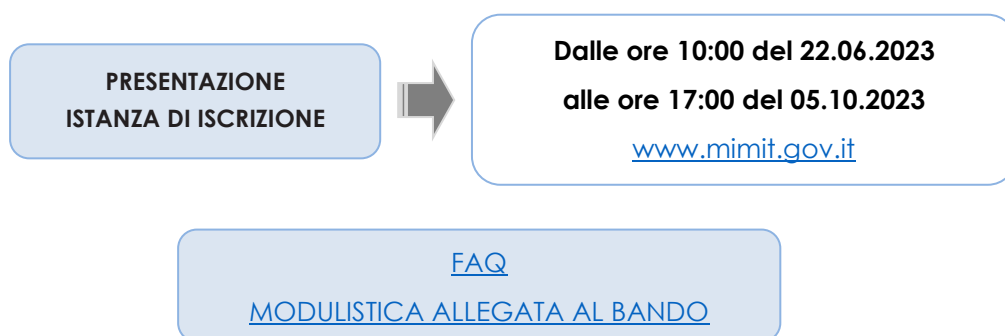 PRESENTAZIONE
ISTANZA DI ISCRIZIONE
Dalle ore 10:00 del 22.06.2023
alle ore 17:00 del 05.10.2023
www.mimit.gov.it
FAQ
MODULISTICA ALLEGATA AL BANDO